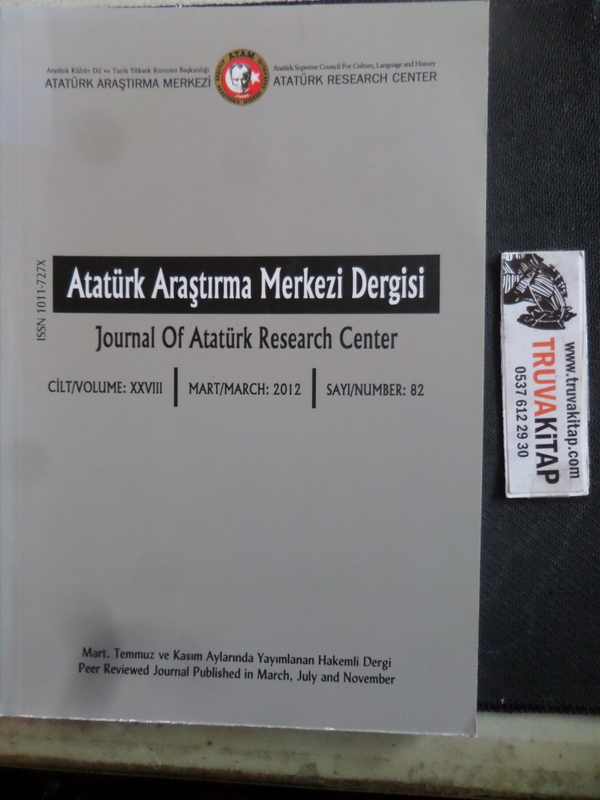 Atatürk Kültür Dil ve Tarih Yüksek Kurumu Başkanlığı
ATATÜRK ARAŞTIRMA MERKEZİ
ATAM
Atatürk Supreme Council For Culture, Language and History
ATATÜRK RESEARCH CENTER
ISSN 1011-727X
Atatürk Araştırma Merkezi Dergisi
Journal Of Atatürk Research Center
CİLT/VOLUME: XXVIII
MART/MARCH: 2012
SAYI/NUMBER: 82
Mart, Temmuz ve Kasım Aylarında Yayımlanan Hakemli Dergi
Peer Reviewed Journal Published in March, July and November
www.truvakitap.com
TRUVAKiTAP
0537 612 29 30